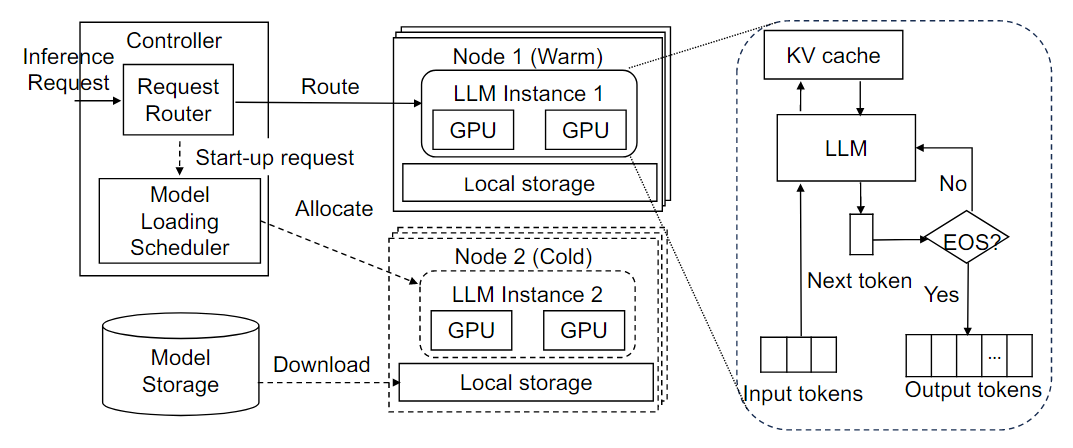 Controller
Inference
Request
Request
Router
Start-up request
Model
Loading
Scheduler
Route
Allocate
Model
Storage
Download
Node 1 (Warm)
LLM Instance 1
GPU
GPU
Local storage
Node 2 (Cold)
LLM Instance 2
GPU
GPU
Local storage
KV cache
LLM
No
EOS?
Next token
Yes
...
Input tokens
Output tokens